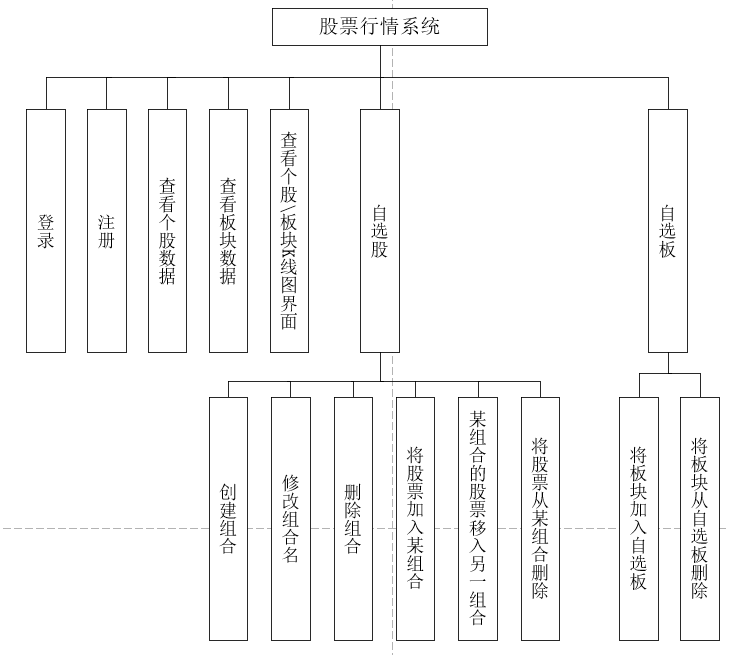 股票行情系统
登录
注册
查看个股数据
查看板块数据
查看个股\板块K线图界面
自选股
自选板
创建组合
修改组合名
删除组合
将股票加入某组合
某组合的股票移入另一组合
将股票从某组合删除
将板块加入自选板
将板块从自选板删除